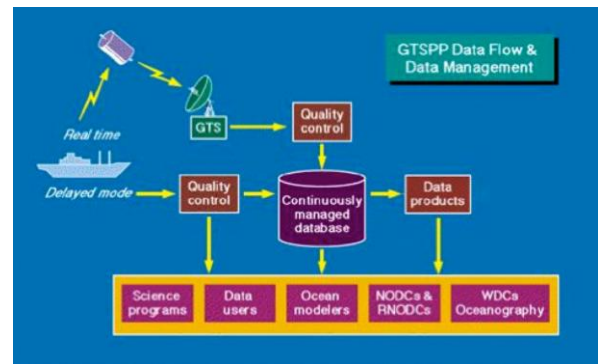 GTSPP Data Flow &
Data Management
Real time
GTS
Quality
control
Delayed mode
Quality
control
Continuously
managed
database
Data
products
Science
programs
Data
users
Ocean
modelers
NODCs &
RNODCs
WDCs
Oceanography